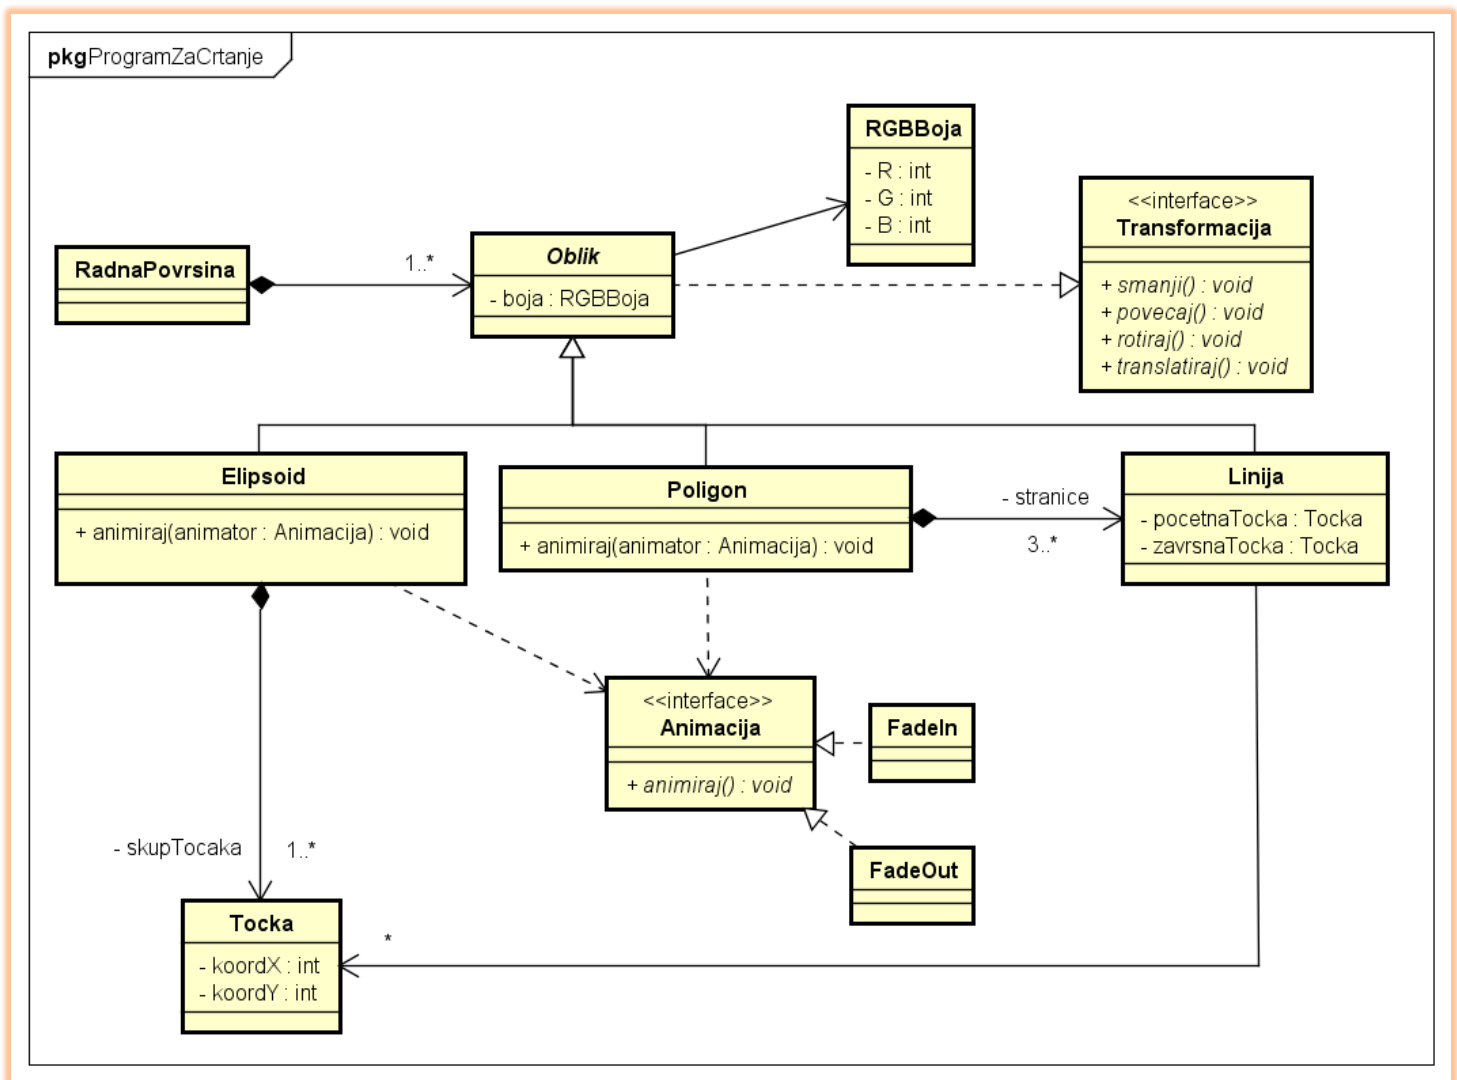 pkgProgramZaCrtanje
RGBBoja
- R : int
- G : int
- B : int
<<interface>>
Transformacija
+ smanji() : void
+ povecaj() : void
+ rotiraj() : void
+ translatiraj() : void
RadnaPovrsina
1..*
Oblik
- boja : RGBBoja
Elipsoid
+ animiraj(animator : Animacija) : void
Poligon
+ animiraj(animator : Animacija) : void
- stranice
3..*
Linija
- pocetnaTocka : Tocka
- zavrsnaTocka : Tocka
<<interface>>
Animacija
+ animiraj() : void
FadeIn
FadeOut
- skupTocaka
1..*
Tocka
- koordX : int
- koordY : int
*